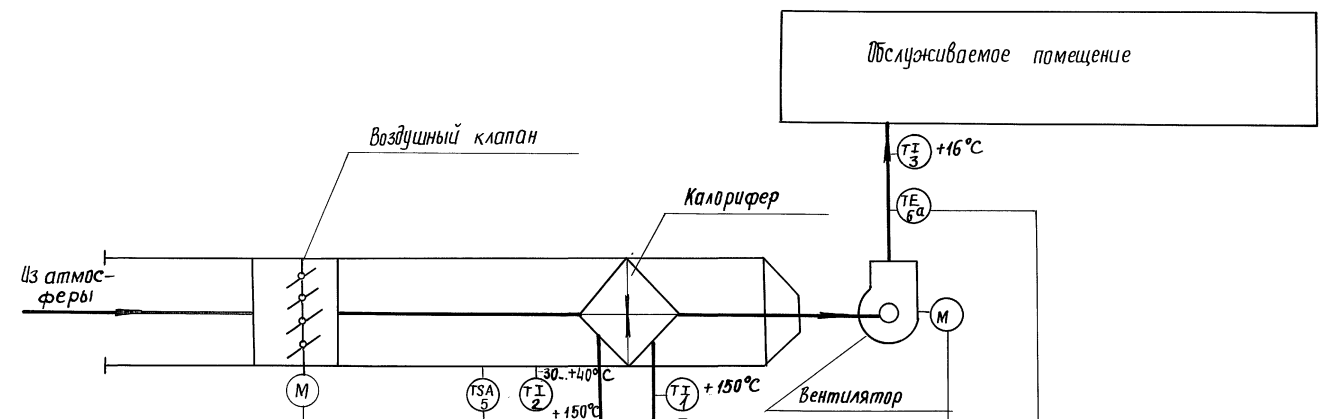 Обслуживаемое помещение
TI
3
+16°C
Воздушный клапан
TE
6а
Калорифер
Из атмос-
феры
M
M
TSA
5
TI
2
-30...+40°C
+150°C
TI
1
+150°C
Вентилятор